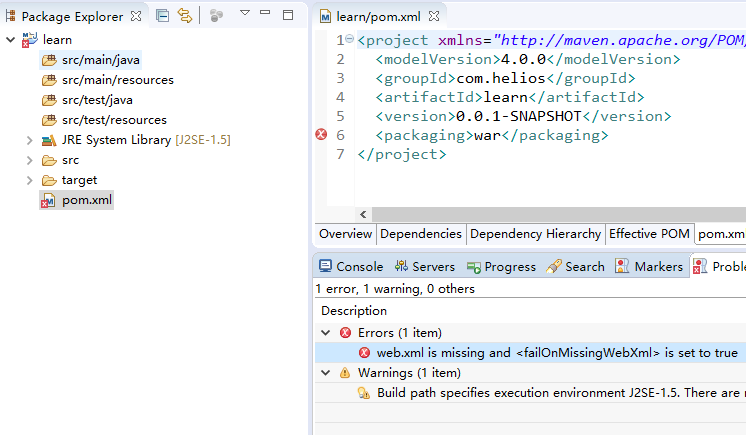 Package Explorer
learn
src/main/java
src/main/resources
src/test/java
src/test/resources
JRE System Library [J2SE-1.5]
src
target
pom.xml
learn/pom.xml
1 <project xmlns="http://maven.apache.org/POM/
2 <modelVersion>4.0.0</modelVersion>
3 <groupId>com.helios</groupId>
4 <artifactId>learn</artifactId>
5 <version>0.0.1-SNAPSHOT</version>
6 <packaging>war</packaging>
7 </project>
Overview Dependencies Dependency Hierarchy Effective POM pom.xm
Console Servers Progress Search Markers Proble
1 error, 1 warning, 0 others
Description
Errors (1 item)
web.xml is missing and <failOnMissingWebXml> is set to true
Warnings (1 item)
Build path specifies execution environment J2SE-1.5. There are